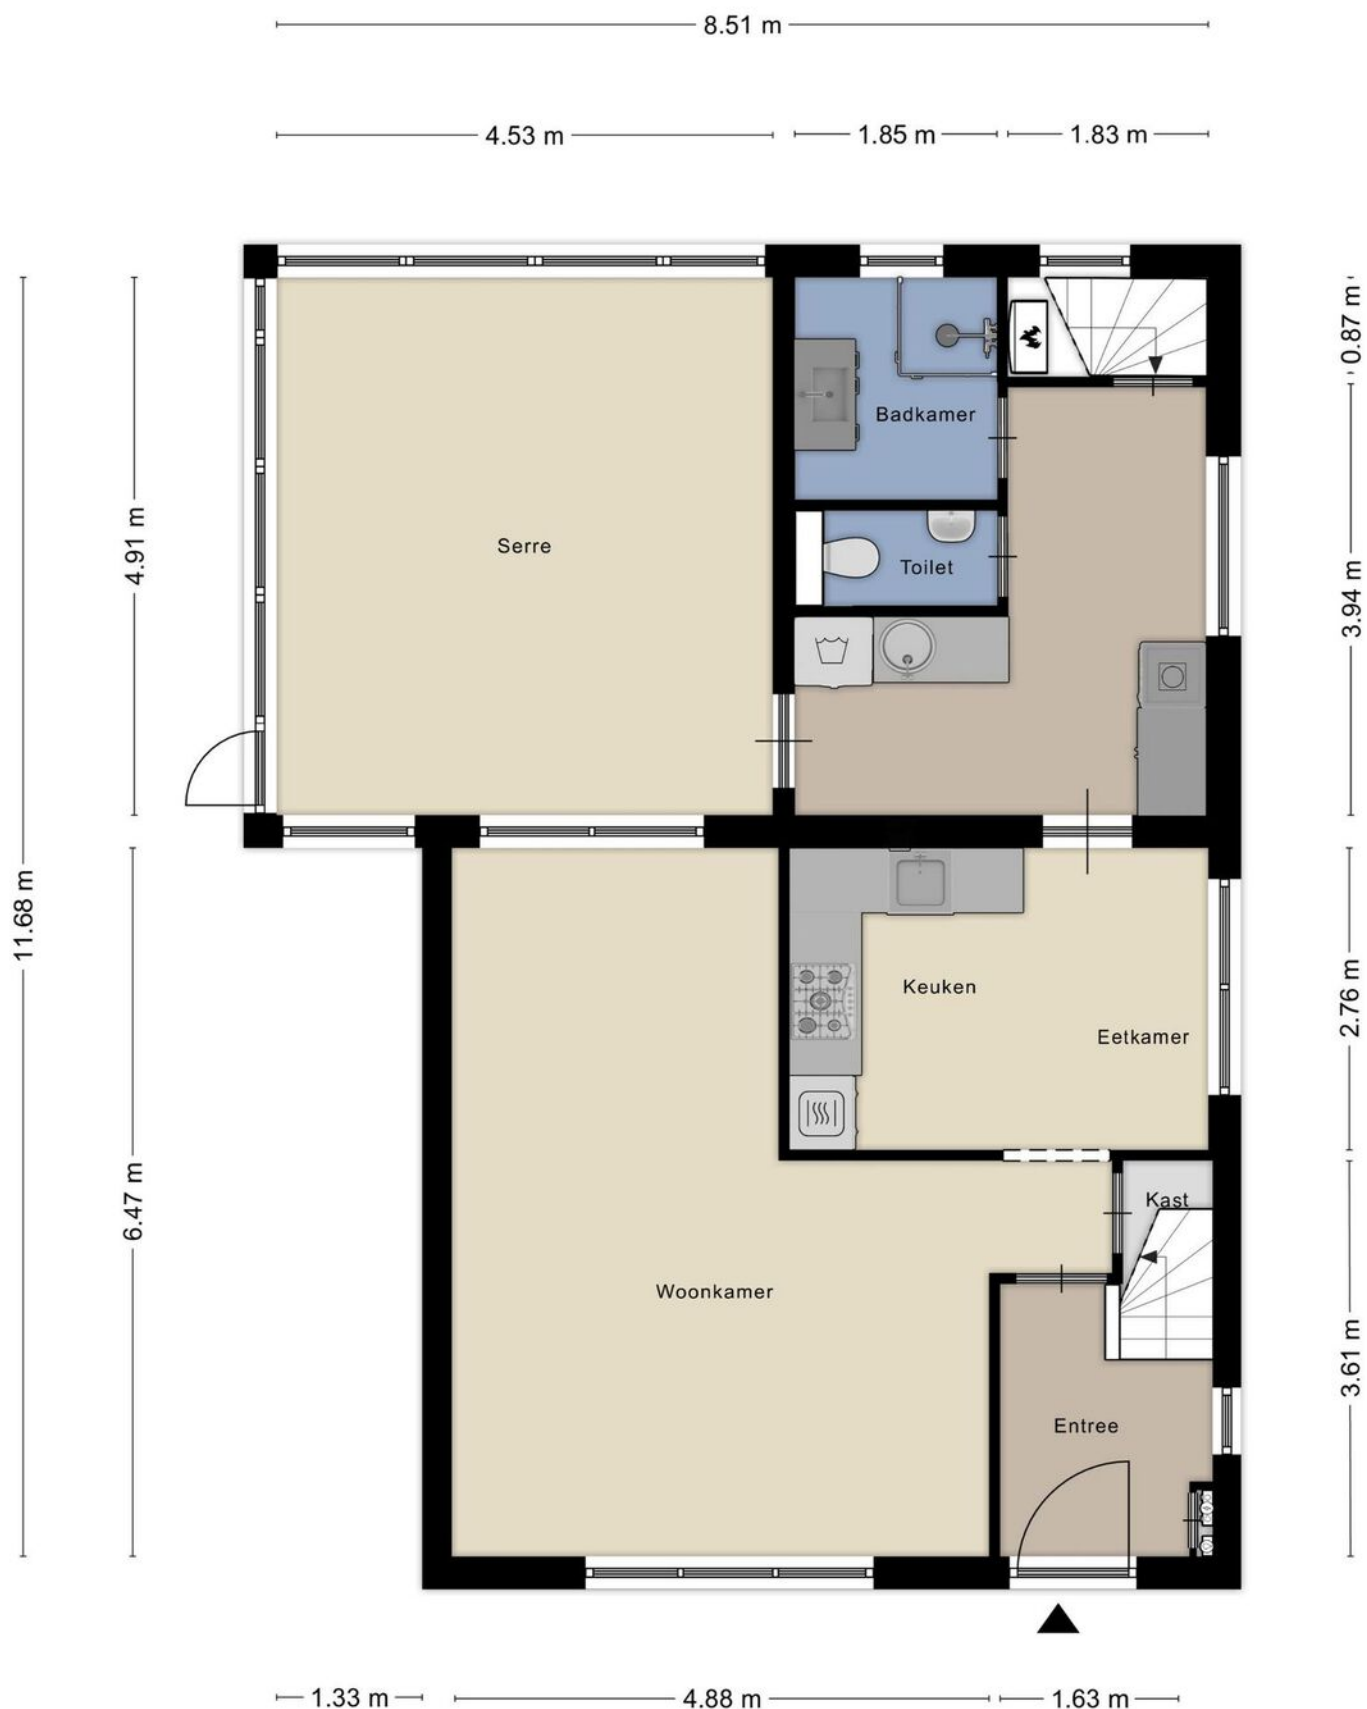 8.51 m
4.53 m
1.85 m
1.83 m
0.87 m
Badkamer
4.91 m
Serre
Toilet
3.94 m
11.68 m
Keuken
2.76 m
Eetkamer
6.47 m
Kast
Woonkamer
3.61 m
Entree
1.33 m
4.88 m
1.63 m